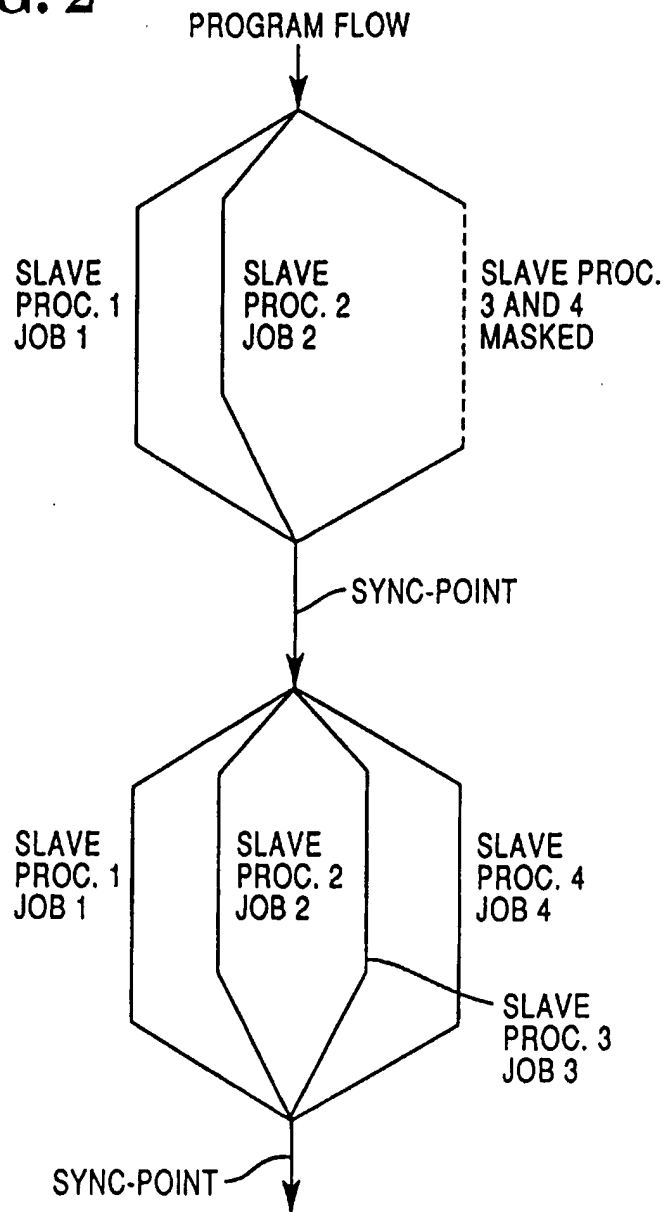 G. 2
PROGRAM FLOW
SLAVE
PROC. 1
JOB 1
SLAVE
PROC. 2
JOB 2
SLAVE PROC.
3 AND 4
MASKED
SYNC-POINT
SLAVE
PROC. 1
JOB 1
SLAVE
PROC. 2
JOB 2
SLAVE
PROC. 4
JOB 4
SLAVE
PROC. 3
JOB 3
SYNC-POINT